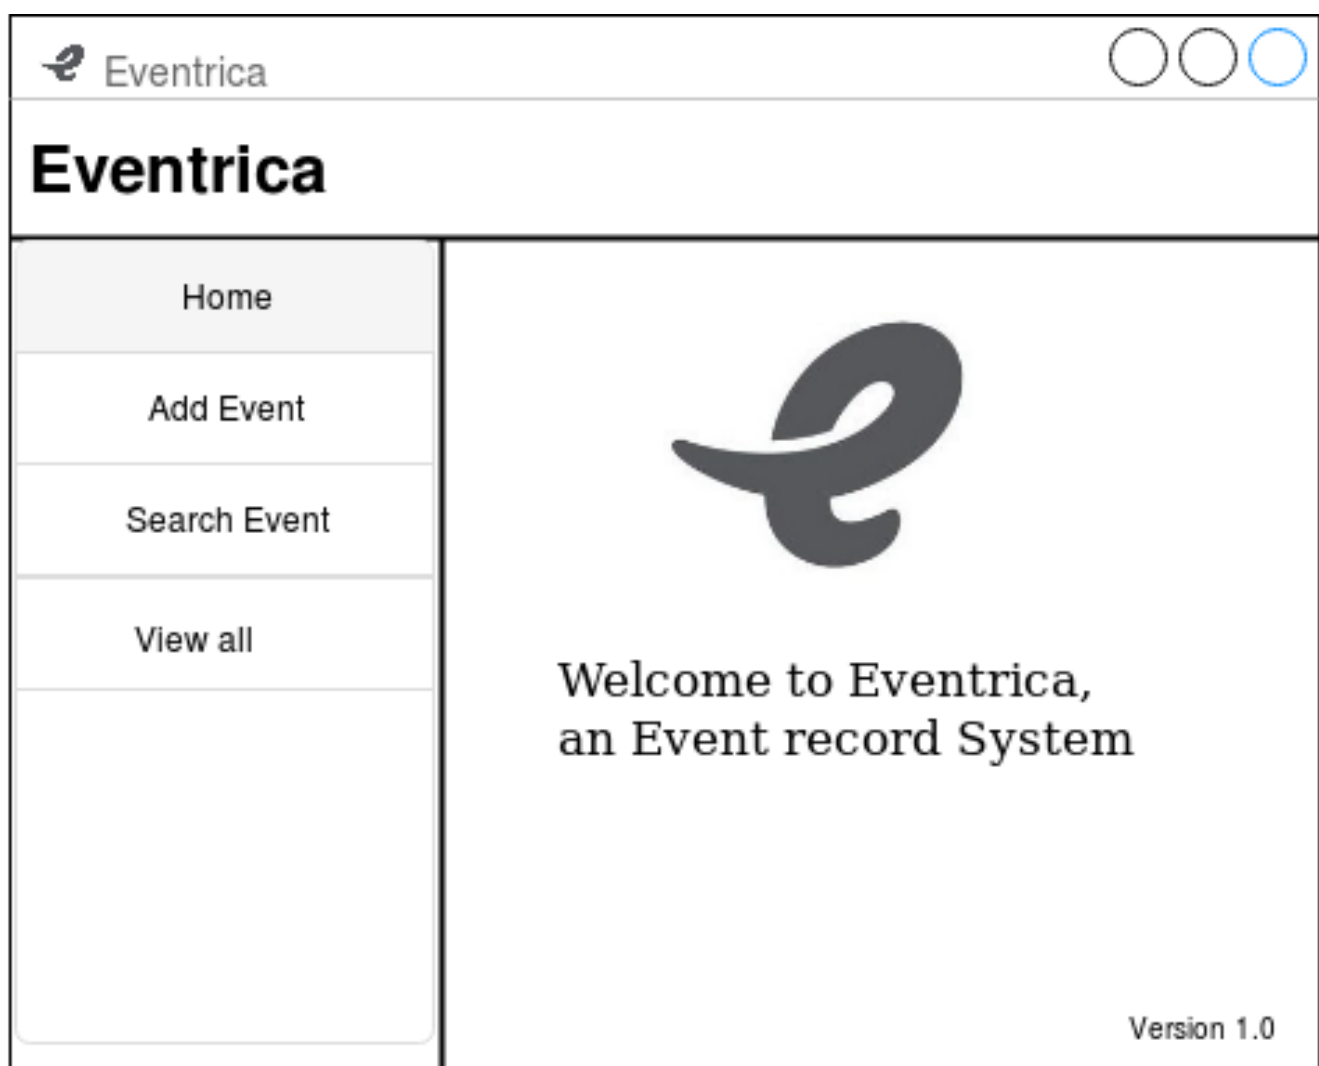 Eventrica
Eventrica
Home
Add Event
Search Event
View all
Welcome to Eventrica,
an Event record System
Version 1.0